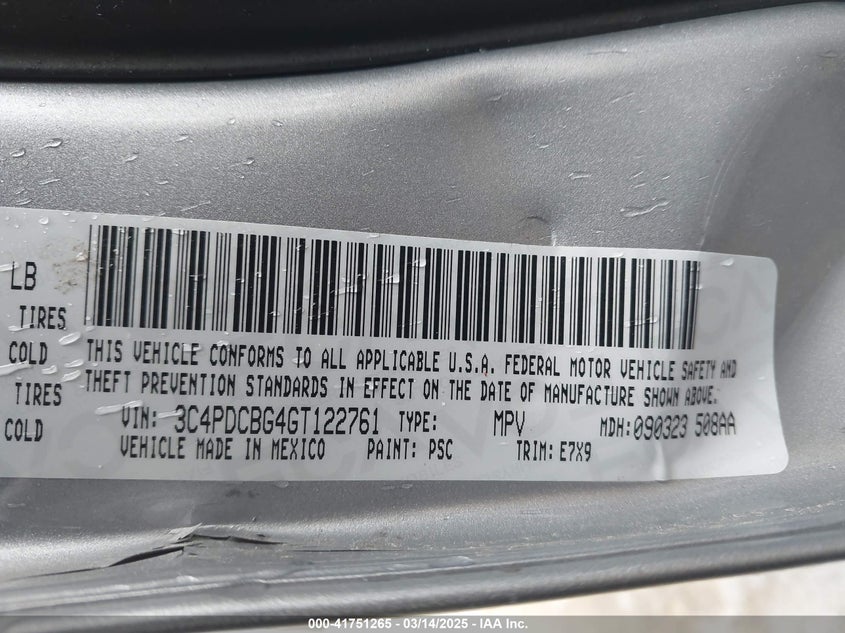 LB
TIRES
COLD
TIRES
COLD
THIS VEHICLE CONFORMS TO ALL APPLICABLE U.S.A. FEDERAL MOTOR VEHICLE SAFETY AND
THEFT PREVENTION STANDARDS IN EFFECT ON THE DATE OF MANUFACTURE SHOWN ABOVE.
VIN: 3C4PDCBG4GT122761 TYPE: MPV MDH:090323 508AA
VEHICLE MADE IN MEXICO PAINT: PSC TRIM: E7X9
000-41751265 - 03/14/2025 - IAA Inc.